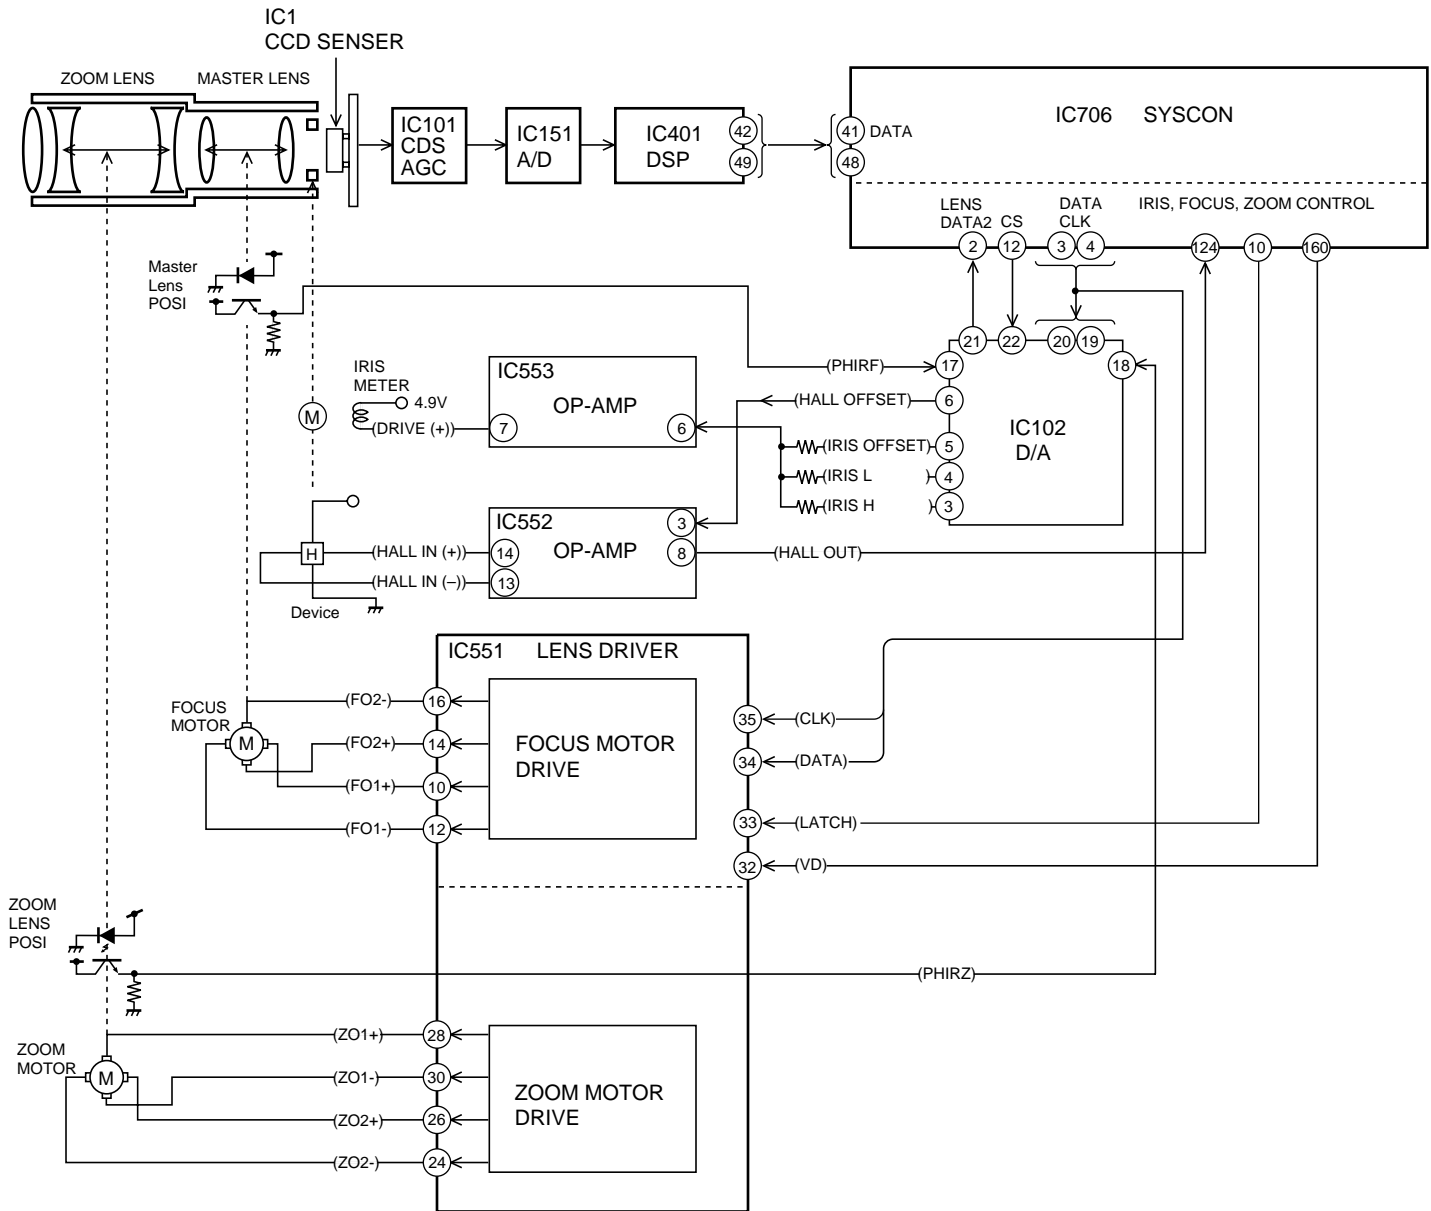 IC1
CCD SENSER
ZOOM LENS
MASTER LENS
IC101
CDS
AGC
IC151
A/D
IC401
DSP
42
49
41
48
DATA
IC706 SYSCON
LENS
DATA2
CS
DATA
CLK
IRIS, FOCUS, ZOOM CONTROL
2
12
3
4
124
10
160
Master
Lens
POSI
21
22
20
19
17
18
(PHIRF)
IRIS
METER
4.9V
M
(DRIVE (+))
IC553
OP-AMP
7
6
(HALL OFFSET)
6
IC102
D/A
(IRIS OFFSET)
5
(IRIS L )
4
(IRIS H )
3
IC552
OP-AMP
3
14
8
13
H
(HALL IN (+))
(HALL IN (–))
(HALL OUT)
Device
IC551 LENS DRIVER
FOCUS
MOTOR
M
(FO2-)
16
(FO2+)
14
(FO1+)
10
(FO1-)
12
FOCUS MOTOR
DRIVE
35
(CLK)
34
(DATA)
33
(LATCH)
32
(VD)
ZOOM
LENS
POSI
(PHIRZ)
ZOOM
MOTOR
M
(ZO1+)
28
(ZO1-)
30
(ZO2+)
26
(ZO2-)
24
ZOOM MOTOR
DRIVE